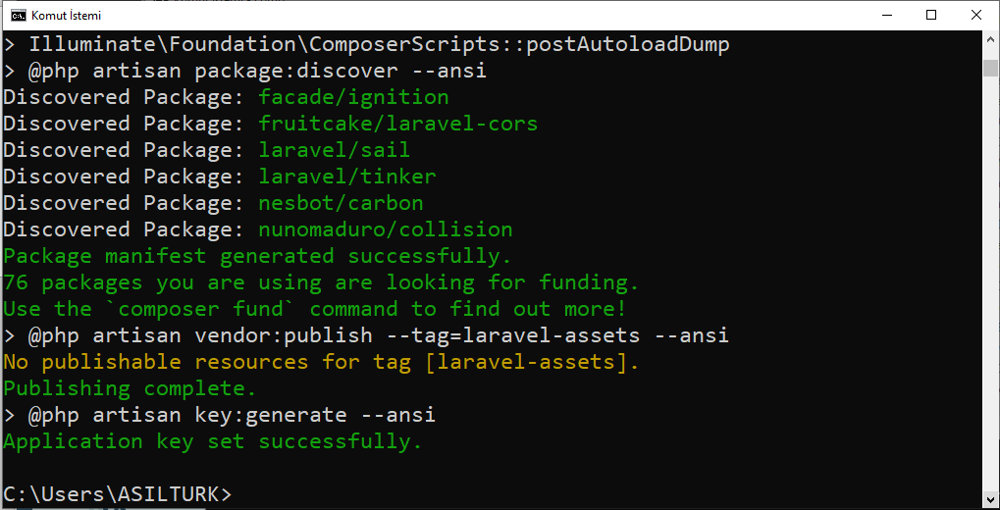 Komut İstemi
> Illuminate\Foundation\ComposerScripts::postAutoloadDump
> @php artisan package:discover --ansi
Discovered Package: facade/ignition
Discovered Package: fruitcake/laravel-cors
Discovered Package: laravel/sail
Discovered Package: laravel/tinker
Discovered Package: nesbot/carbon
Discovered Package: nunomaduro/collision
Package manifest generated successfully.
76 packages you are using are looking for funding.
Use the `composer fund` command to find out more!
> @php artisan vendor:publish --tag=laravel-assets --ansi
No publishable resources for tag [laravel-assets].
Publishing complete.
> @php artisan key:generate --ansi
Application key set successfully.
C:\Users\ASILTURK>